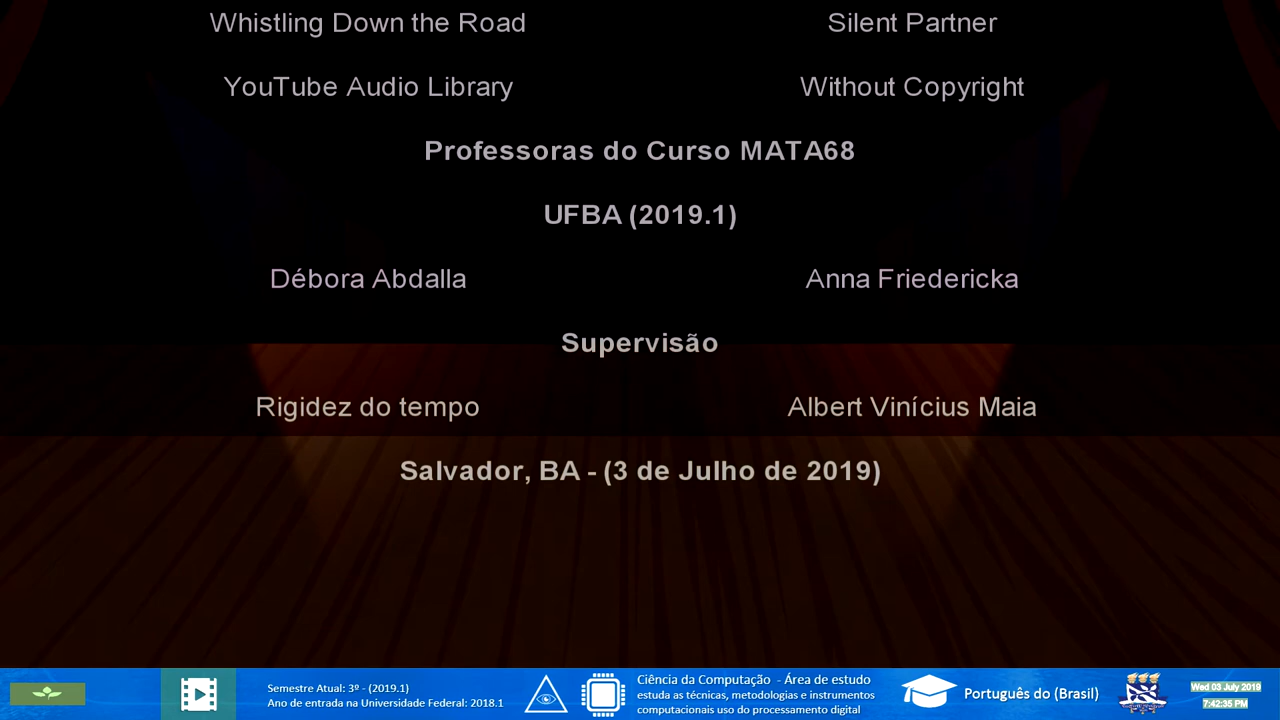 Whistling Down the Road Silent Partner
YouTube Audio Library Without Copyright
Professoras do Curso MATA68
UFBA (2019.1)
Débora Abdalla Anna Friedericka
Supervisão
Rigidez do tempo Albert Vinícius Maia
Salvador, BA - (3 de Julho de 2019)
Semestre Atual: 3º - (2019.1)
Ano de entrada na Universidade Federal: 2018.1
Ciência da Computação - Área de estudo
estuda as técnicas, metodologias e instrumentos
computacionais uso do processamento digital
Português do (Brasil)
Wed 03 July 2019
7:42:35 PM